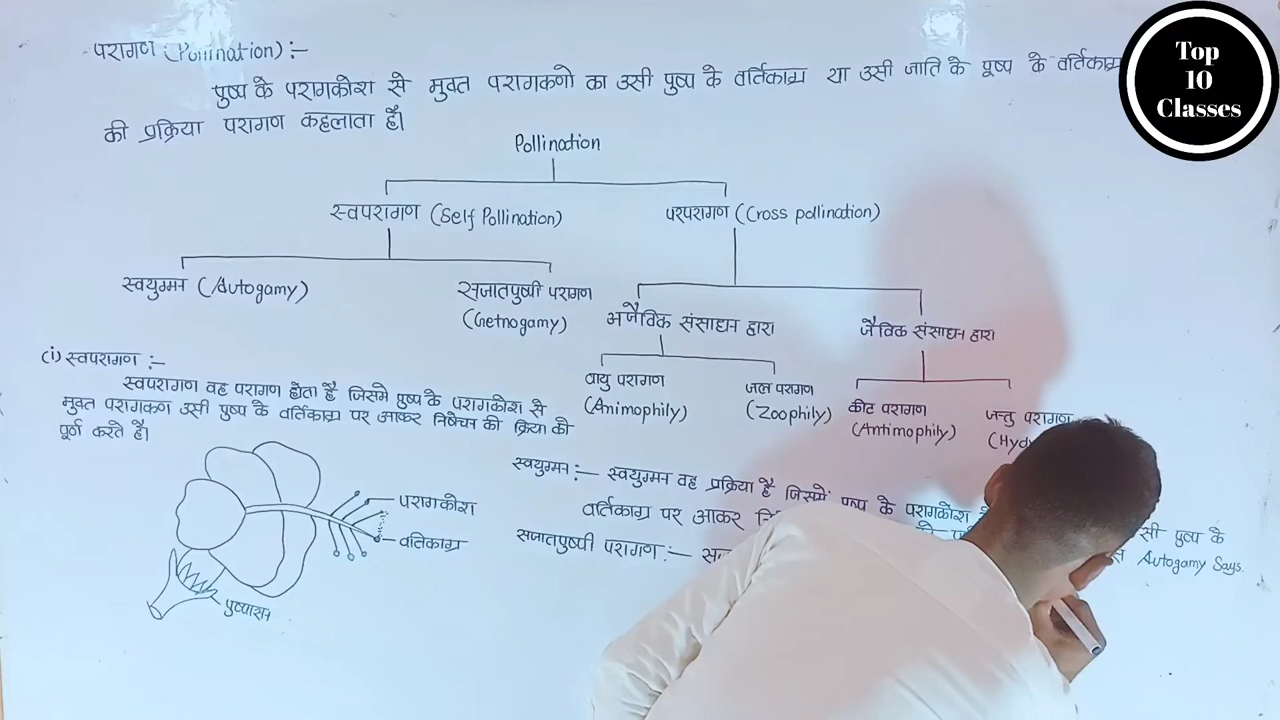 परागण (Pollination) :–
पुष्प के परागकोश से मुक्त परागकणो का उसी पुष्प के वर्तिकाग्र या उसी जाति के पुष्प के वर्तिकाग्र
की प्रक्रिया परागण कहलाता है।
Pollination
स्वपरागण (Self Pollination)
परपरागण (Cross pollination)
स्वयुग्मन (Autogamy)
सजातपुष्पी परागण
(Getnogamy)
अजैविक संसाधन द्वारा
जैविक संसाधन द्वारा
वायु परागण
(Animophily)
जल परागण
(Zoophily)
कीट परागण
(Antimophily)
जन्तु परागण
(i) स्वपरागण :–
स्वपरागण वह परागण होता है जिसमे पुष्प के परागकोश से
मुक्त परागकण उसी पुष्प के वर्तिकाग्र पर आकर निषेचन की क्रिया को
पूर्ण करते है।
परागकोश
वतिकाग्र
पुष्पासन
स्वयुग्मन :– स्वयुग्मन वह प्रक्रिया है जिसमें पुष्प के परागकोश सी पुष्प के
वर्तिकाग्र पर आकर Autogamy Says.
सजातपुष्पी परागण :–
Top
10
Classes